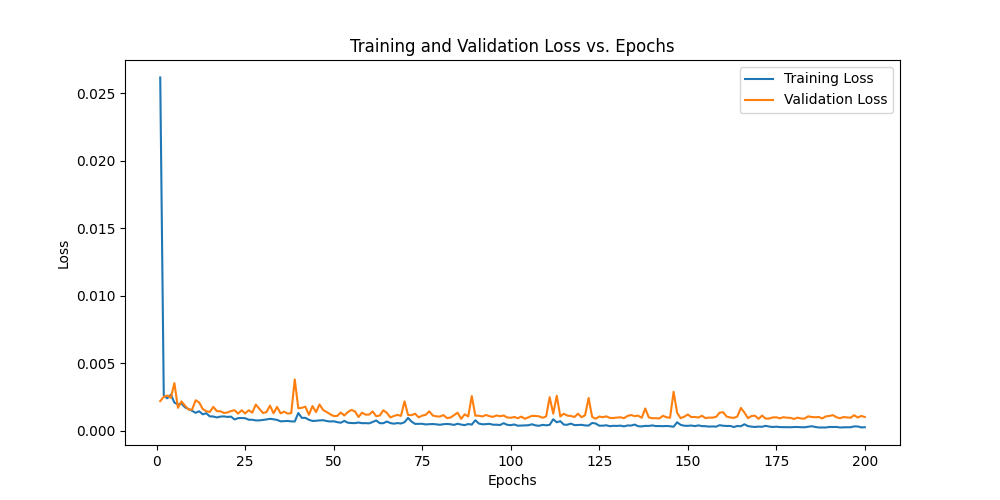 Training and Validation Loss vs. Epochs
Training Loss
Validation Loss
0.025
0.020
0.015
0.010
0.005
0.000
Loss
0 25 50 75 100 125 150 175 200
Epochs